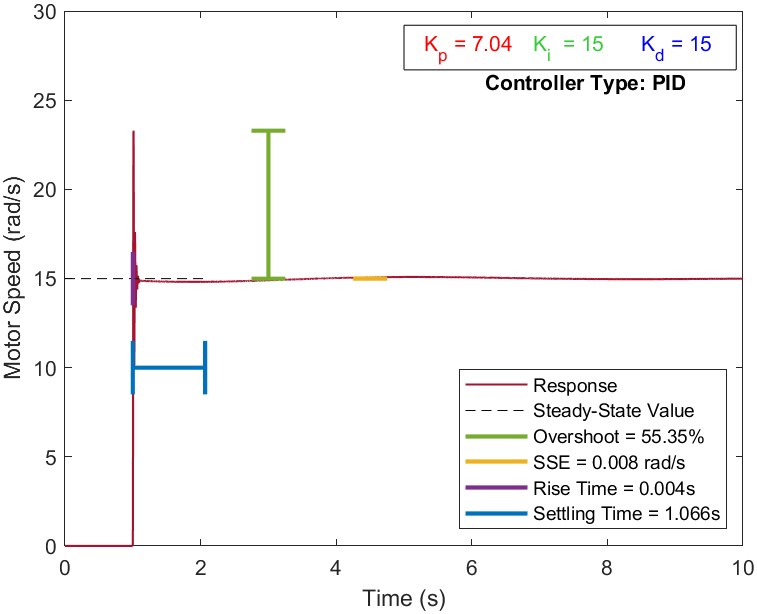 K_p = 7.04 K_i = 15 K_d = 15
Controller Type: PID
30
25
20
15
10
5
0
Motor Speed (rad/s)
Response
Steady-State Value
Overshoot = 55.35%
SSE = 0.008 rad/s
Rise Time = 0.004s
Settling Time = 1.066s
0 2 4 6 8 10
Time (s)